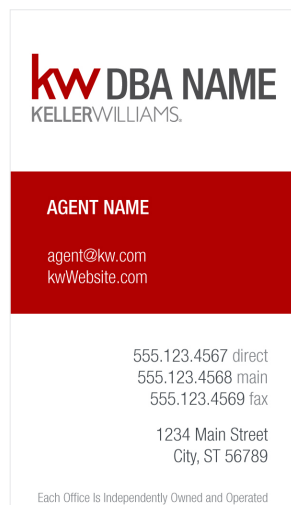 kw DBA NAME
KELLERWILLIAMS®
AGENT NAME
agent@kw.com
kwWebsite.com
555.123.4567 direct
555.123.4568 main
555.123.4569 fax
1234 Main Street
City, ST 56789
Each Office Is Independently Owned and Operated